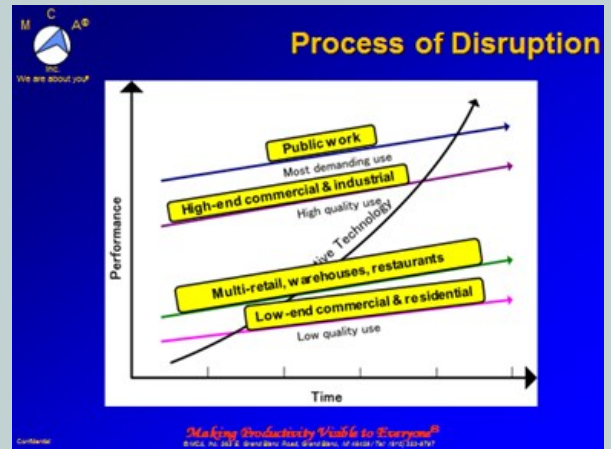 M C A®
Inc.
We are about you®
Process of Disruption
Performance
Public work
Most demanding use
High-end commercial & industrial
High quality use
tive Technology
Multi-retail, warehouses, restaurants
Low-end commercial & residential
Low quality use
Time
Making Productivity Visible to Everyone®
Confidential